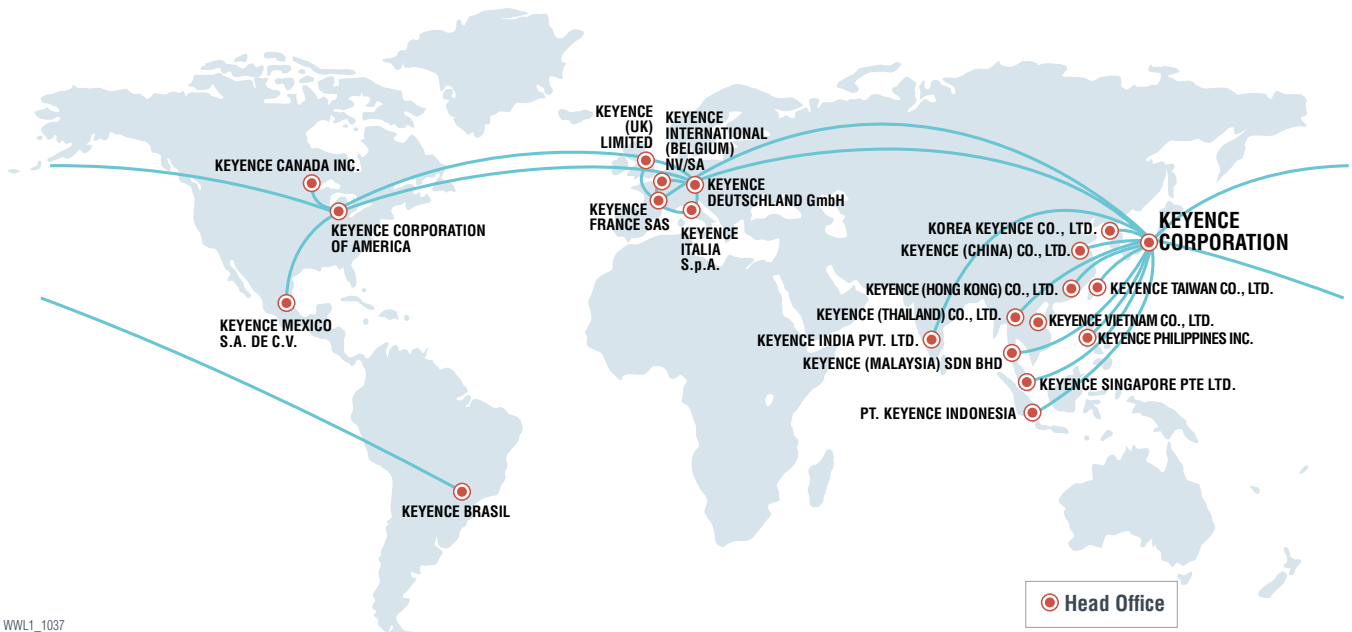 KEYENCE
(UK)
LIMITED
KEYENCE
INTERNATIONAL
(BELGIUM)
NV/SA
KEYENCE CANADA INC.
KEYENCE
DEUTSCHLAND GmbH
KEYENCE
FRANCE SAS
KEYENCE CORPORATION
OF AMERICA
KEYENCE
ITALIA
S.p.A.
KOREA KEYENCE CO., LTD.
KEYENCE
CORPORATION
KEYENCE (CHINA) CO., LTD.
KEYENCE (HONG KONG) CO., LTD.
KEYENCE TAIWAN CO., LTD.
KEYENCE (THAILAND) CO., LTD.
KEYENCE VIETNAM CO., LTD.
KEYENCE MEXICO
S.A. DE C.V.
KEYENCE INDIA PVT. LTD.
KEYENCE PHILIPPINES INC.
KEYENCE (MALAYSIA) SDN BHD
KEYENCE SINGAPORE PTE LTD.
PT. KEYENCE INDONESIA
KEYENCE BRASIL
Head Office
WWL1_1037